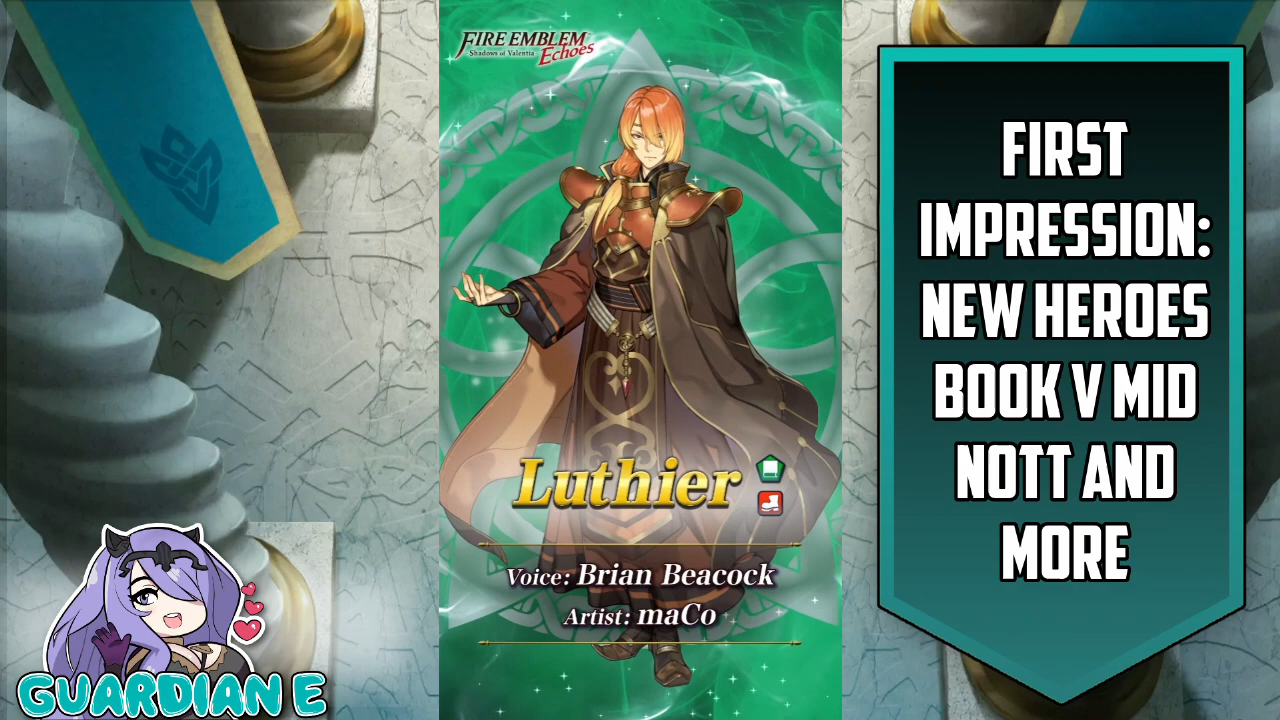 FIRE EMBLEM
Shadows of Valentia
Echoes
Luthier
Voice: Brian Beacock
Artist: maCo
FIRST
IMPRESSION:
NEW HEROES
BOOK V MID
NOTT AND
MORE
GUARDIAN E